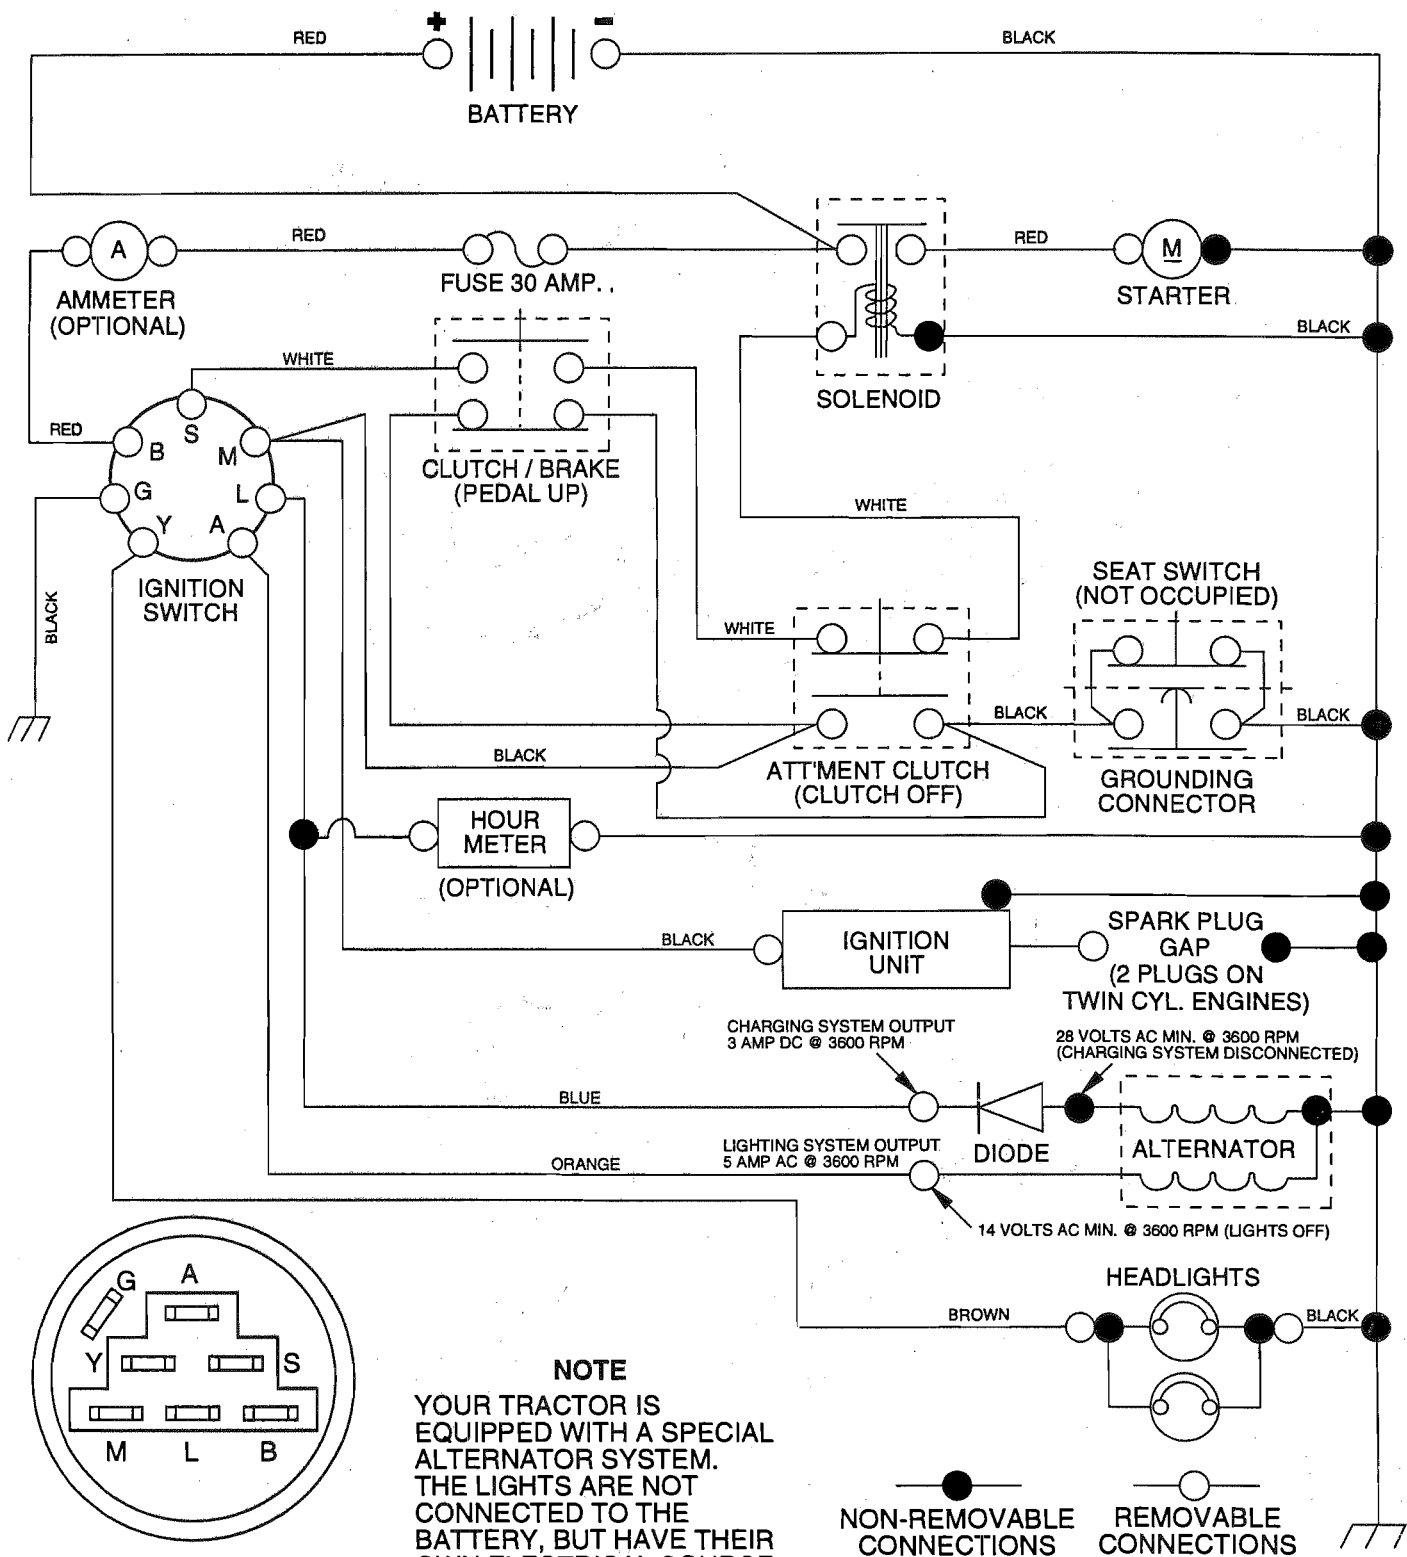 + -
RED
BLACK
BATTERY
A
RED
RED
M
FUSE 30 AMP. .
AMMETER
(OPTIONAL)
STARTER
BLACK
WHITE
SOLENOID
RED
S
B
M
G
L
Y
A
CLUTCH / BRAKE
(PEDAL UP)
WHITE
IGNITION
SWITCH
BLACK
SEAT SWITCH
(NOT OCCUPIED)
WHITE
BLACK
BLACK
BLACK
ATT'MENT CLUTCH
(CLUTCH OFF)
GROUNDING
CONNECTOR
HOUR
METER
(OPTIONAL)
BLACK
IGNITION
UNIT
SPARK PLUG
GAP
(2 PLUGS ON
TWIN CYL. ENGINES)
CHARGING SYSTEM OUTPUT
3 AMP DC @ 3600 RPM
28 VOLTS AC MIN. @ 3600 RPM
(CHARGING SYSTEM DISCONNECTED)
BLUE
DIODE
ALTERNATOR
LIGHTING SYSTEM OUTPUT
5 AMP AC @ 3600 RPM
ORANGE
14 VOLTS AC MIN. @ 3600 RPM (LIGHTS OFF)
HEADLIGHTS
BROWN
BLACK
G
A
Y
S
M
L
B
NOTE
YOUR TRACTOR IS
EQUIPPED WITH A SPECIAL
ALTERNATOR SYSTEM.
THE LIGHTS ARE NOT
CONNECTED TO THE
BATTERY, BUT HAVE THEIR
OWN ELECTRICAL SOURCE
NON-REMOVABLE
CONNECTIONS
REMOVABLE
CONNECTIONS